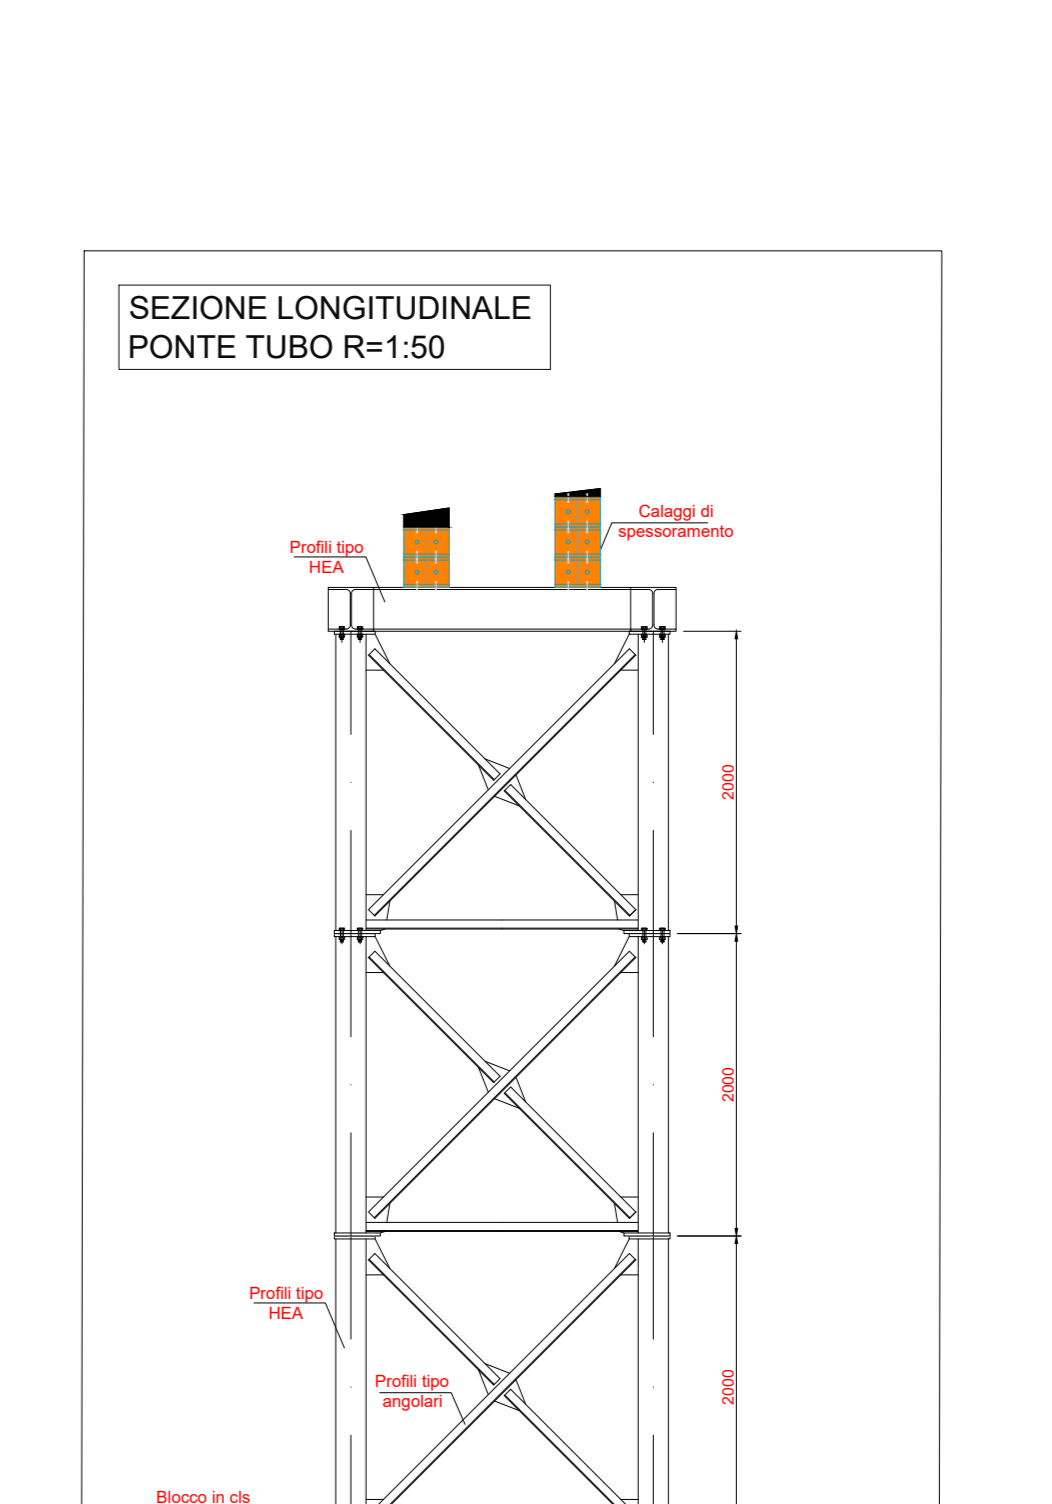 SEZIONE LONGITUDINALE
PONTE TUBO R=1:50
Calaggi di
spessoramento
Profili tipo
HEA
2000
2000
Profili tipo
HEA
Profili tipo
angolari
2000
Blocco in cls